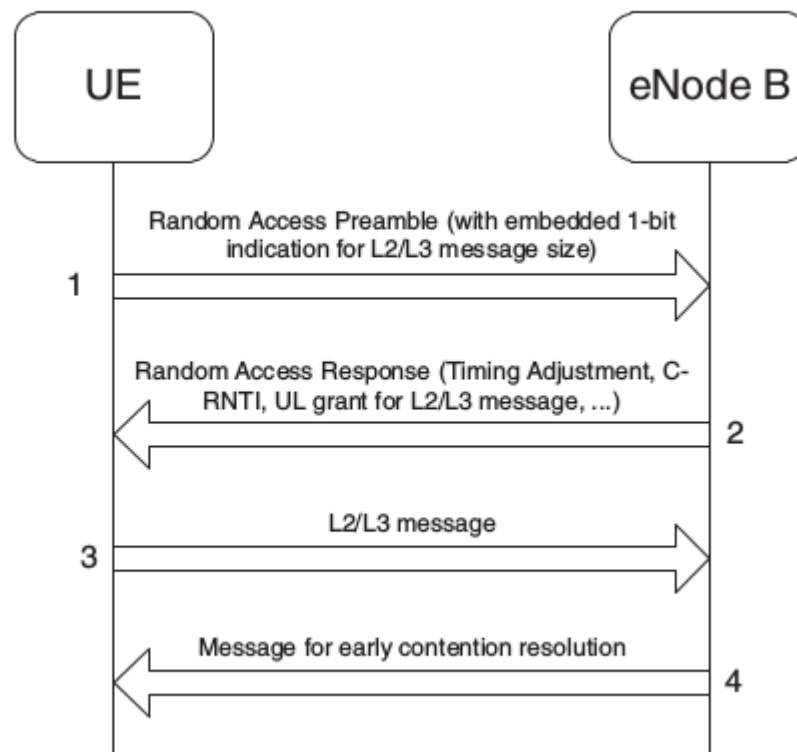 UE
eNode B
Random Access Preamble (with embedded 1-bit
indication for L2/L3 message size)
1
Random Access Response (Timing Adjustment, C-
RNTI, UL grant for L2/L3 message, ...)
2
L2/L3 message
3
Message for early contention resolution
4